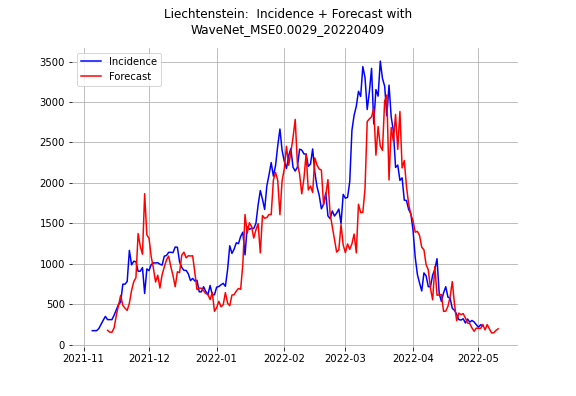 Liechtenstein:  Incidence + Forecast with
WaveNet_MSE0.0029_20220409
Incidence
Forecast
3500
3000
2500
2000
1500
1000
500
0
2021-11 2021-12 2022-01 2022-02 2022-03 2022-04 2022-05